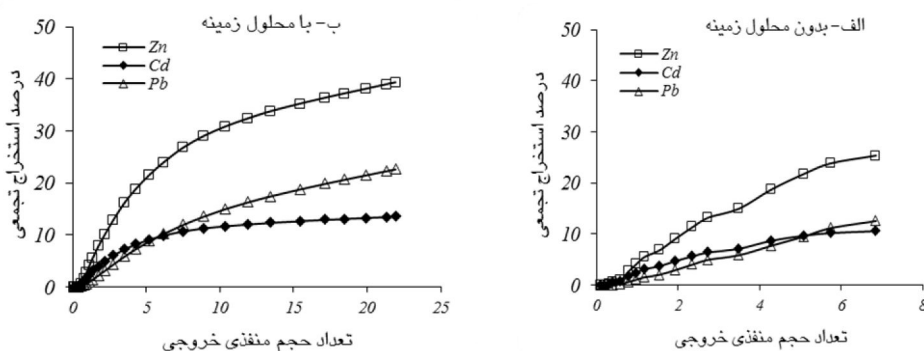 الف- بدون محلول زمینه
Zn
Cd
Pb
درصد استخراج تجمعی
50
40
30
20
10
0
0 2 4 6 8
تعداد حجم منفذی خروجی
ب- با محلول زمینه
Zn
Cd
Pb
درصد استخراج تجمعی
50
40
30
20
10
0
0 5 10 15 20 25
تعداد حجم منفذی خروجی